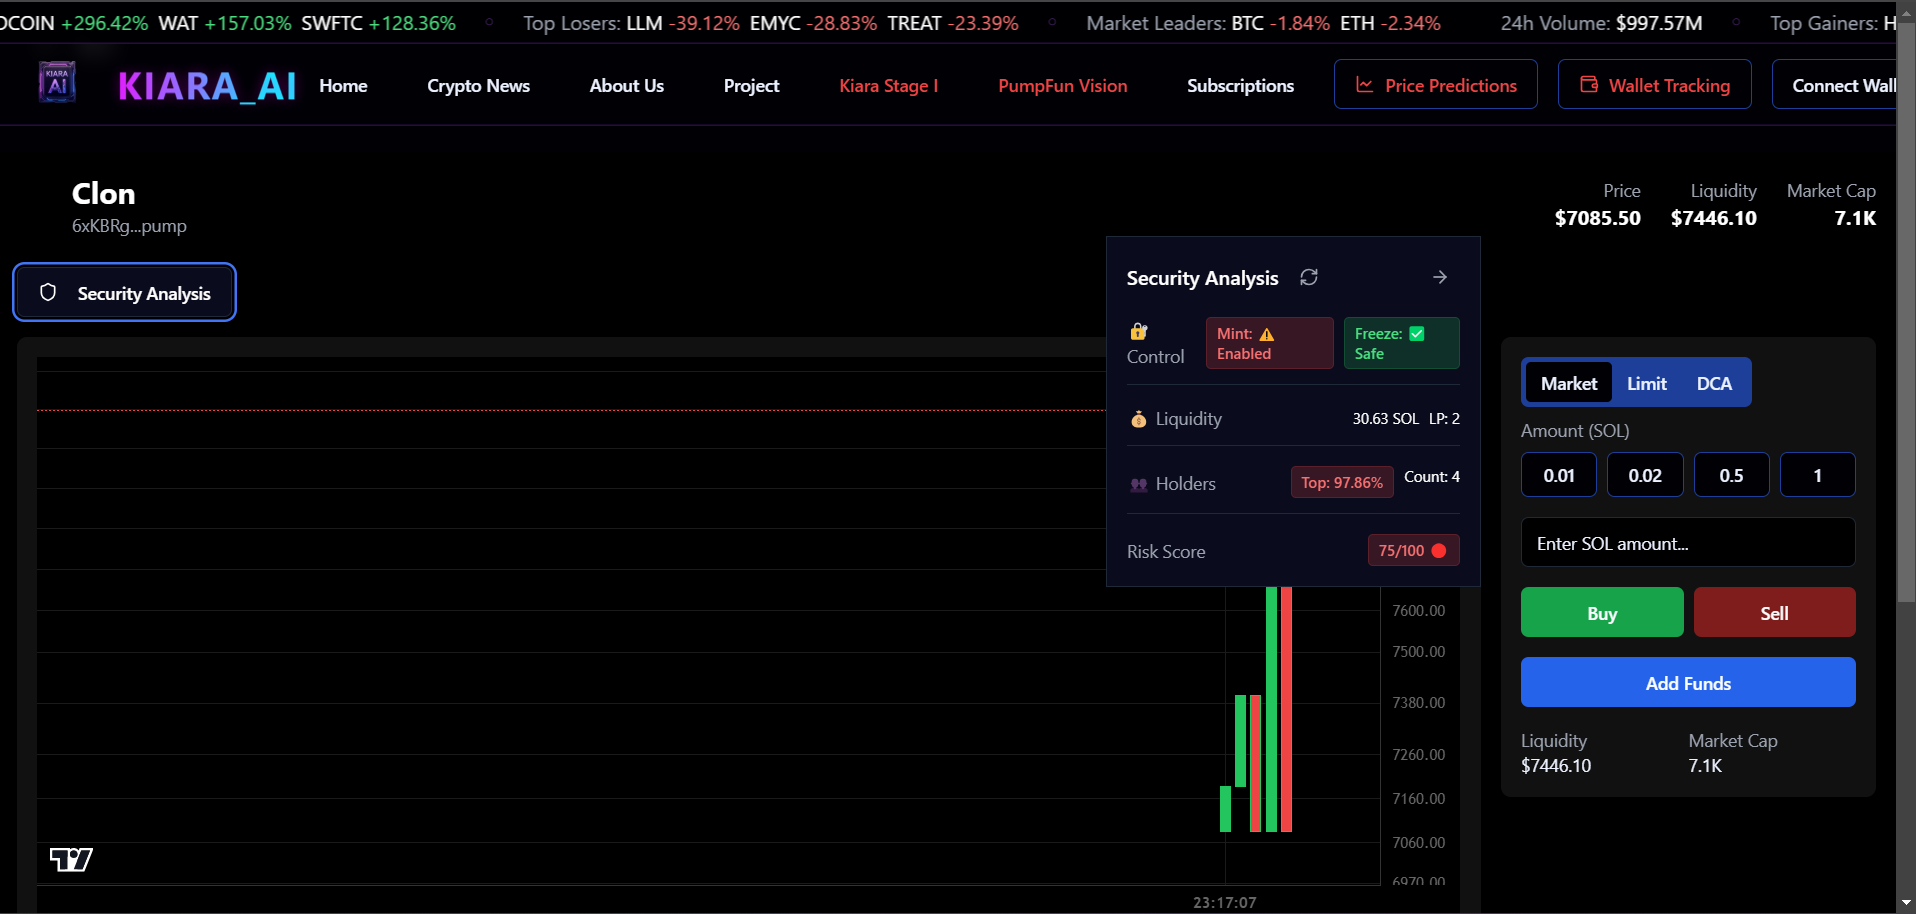 OCOIN +296.42% WAT +157.03% SWFTC +128.36% Top Losers: LLM -39.12% EMYC -28.83% TREAT -23.39% Market Leaders: BTC -1.84% ETH -2.34% 24h Volume: $997.57M Top Gainers: H
KIARA AI KIARA_AI Home Crypto News About Us Project Kiara Stage I PumpFun Vision Subscriptions Price Predictions Wallet Tracking Connect Wall
Clon
6xKBRg...pump
Price Liquidity Market Cap
$7085.50 $7446.10 7.1K
Security Analysis
Security Analysis
Control
Mint: ⚠️
Enabled
Freeze: ✅
Safe
Liquidity 30.63 SOL LP: 2
Holders Top: 97.86% Count: 4
Risk Score 75/100
7600.00
7500.00
7380.00
7260.00
7160.00
7060.00
6970.00
23:17:07
Market Limit DCA
Amount (SOL)
0.01 0.02 0.5 1
Enter SOL amount...
Buy Sell
Add Funds
Liquidity Market Cap
$7446.10 7.1K